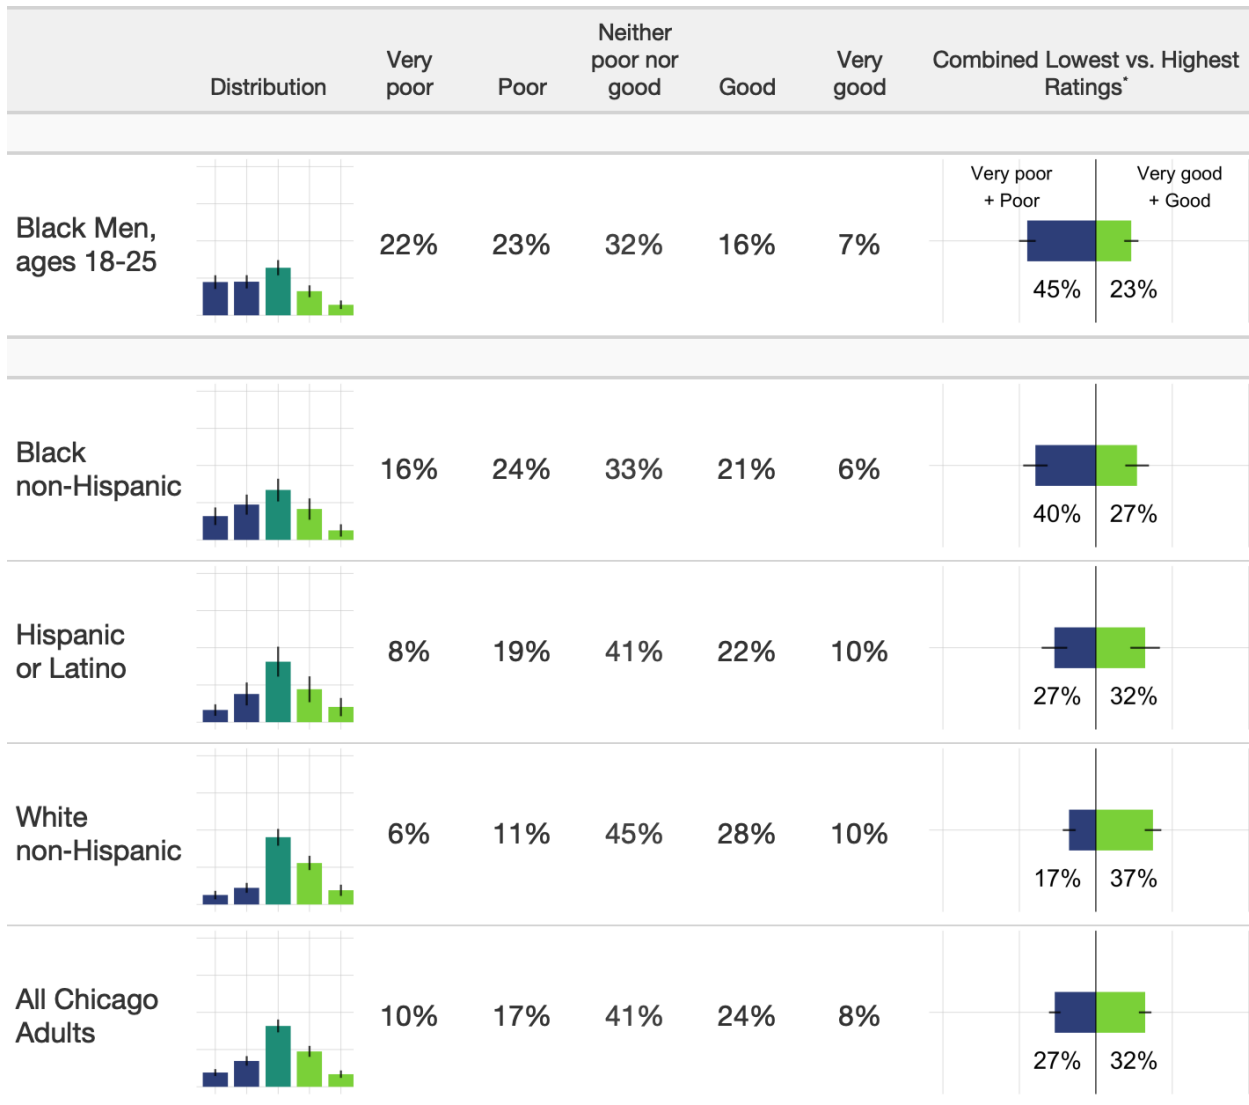 Distribution
Very
poor
Poor
Neither
poor nor
good
Good
Very
good
Combined Lowest vs. Highest
Ratings*
Black Men,
ages 18-25
22%
23%
32%
16%
7%
Very poor
+ Poor
Very good
+ Good
45%
23%
Black
non-Hispanic
16%
24%
33%
21%
6%
40%
27%
Hispanic
or Latino
8%
19%
41%
22%
10%
27%
32%
White
non-Hispanic
6%
11%
45%
28%
10%
17%
37%
All Chicago
Adults
10%
17%
41%
24%
8%
27%
32%